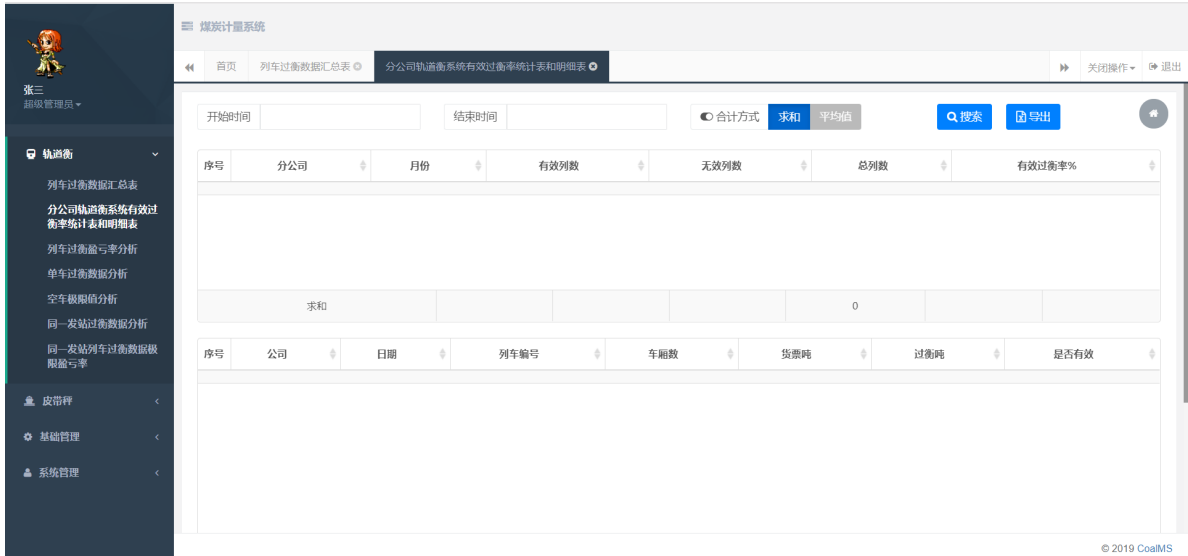 煤炭计量系统
首页 列车过衡数据汇总表 分公司轨道衡系统有效过衡率统计表和明细表 关闭操作 退出
张三
超级管理员
轨道衡
列车过衡数据汇总表
分公司轨道衡系统有效过
衡率统计表和明细表
列车过衡盈亏率分析
单车过衡数据分析
空车极限值分析
同一发站过衡数据分析
同一发站列车过衡数据极
限盈亏率
皮带秤
基础管理
系统管理
开始时间 结束时间 合计方式 求和 平均值 搜索 导出
序号 分公司 月份 有效列数 无效列数 总列数 有效过衡率%
求和 0
序号 公司 日期 列车编号 车厢数 货票吨 过衡吨 是否有效
© 2019 CoalMS